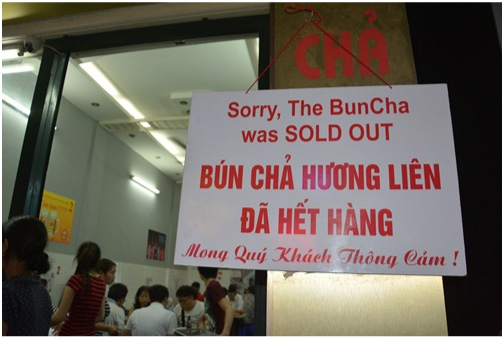 CHẢ
Sorry, The BunCha
was SOLD OUT
BÚN CHẢ HƯƠNG LIÊN
ĐÃ HẾT HÀNG
Mong Quý Khách Thông Cảm !